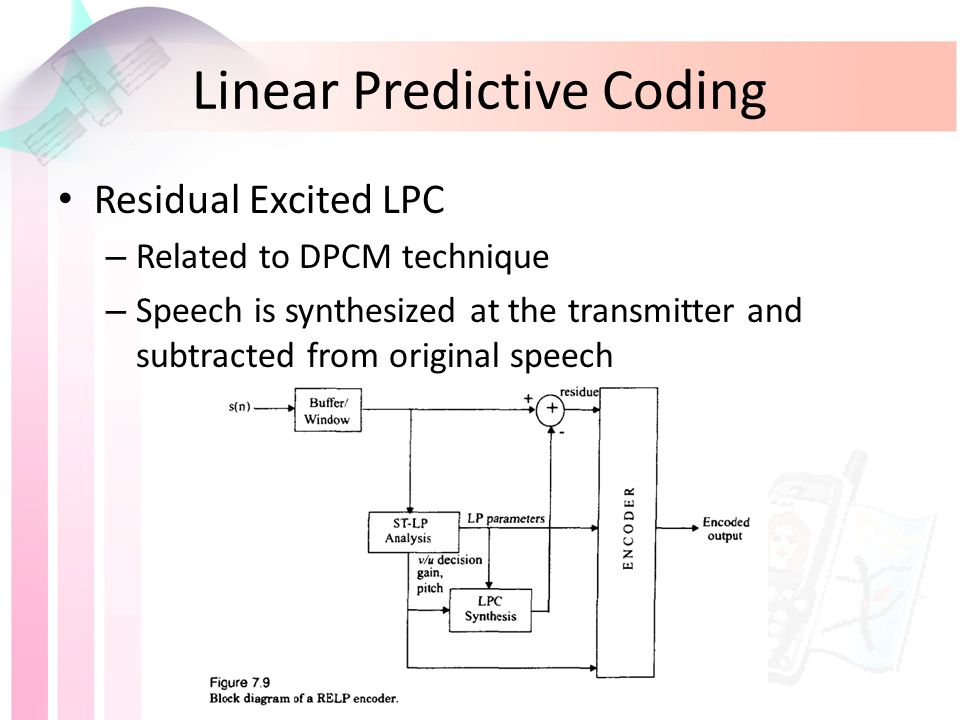 Linear Predictive Coding
• Residual Excited LPC
– Related to DPCM technique
– Speech is synthesized at the transmitter and
subtracted from original speech
s(n)
Buffer/
Window
+
+
-
residue
ST-LP
Analysis
LP parameters
v/u decision
gain,
pitch
LPC
Synthesis
ENCODER
Encoded
output
Figure 7.9
Block diagram of a RELP encoder.